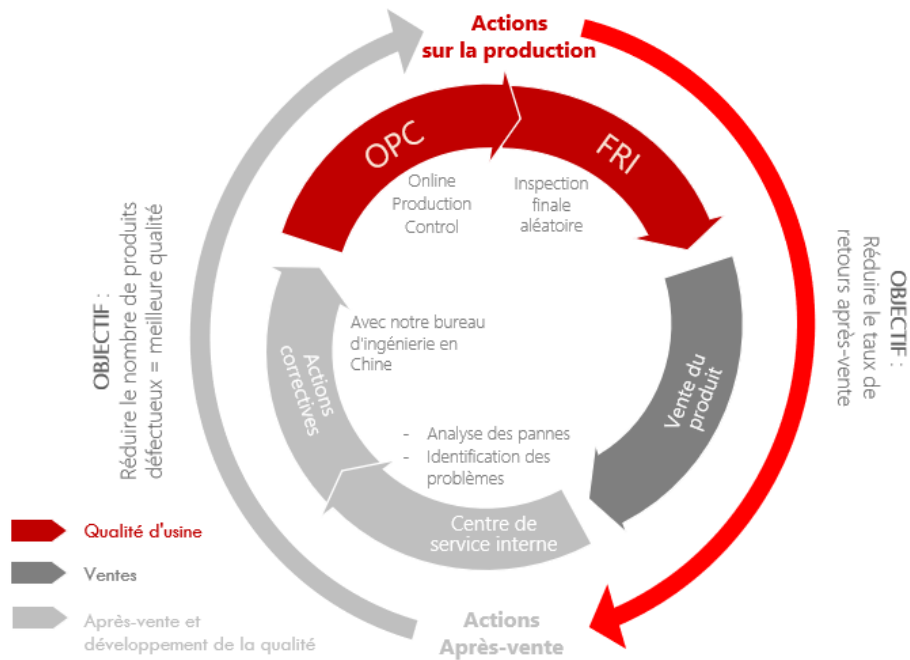 Actions
sur la production
OPC
FRI
Online
Production
Control
Inspection
finale
aléatoire
OBJECTIF :
Réduire le nombre de produits
défectueux = meilleure qualité
OBJECTIF :
Réduire le taux de
retours après-vente
Avec notre bureau
d'ingénierie en
Chine
Actions
correctives
Vente du
produit
- Analyse des pannes
- Identification des
problèmes
Centre de
service interne
Qualité d'usine
Ventes
Après-vente et
développement de la qualité
Actions
Après-vente